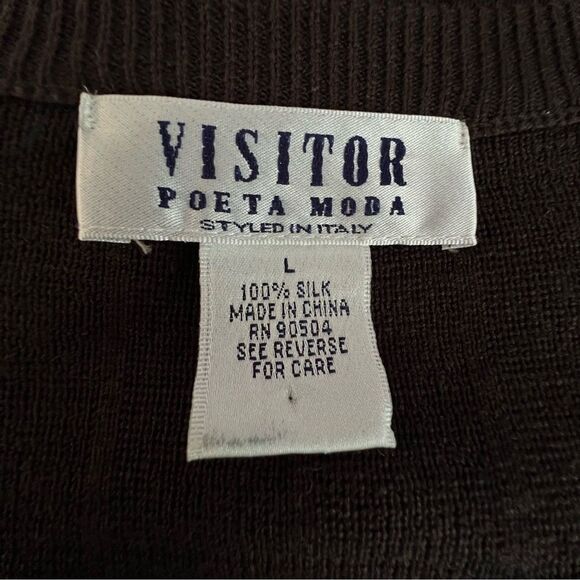 VISITOR
POETA MODA
STYLED IN ITALY
L
100% SILK
MADE IN CHINA
RN 90504
SEE REVERSE
FOR CARE